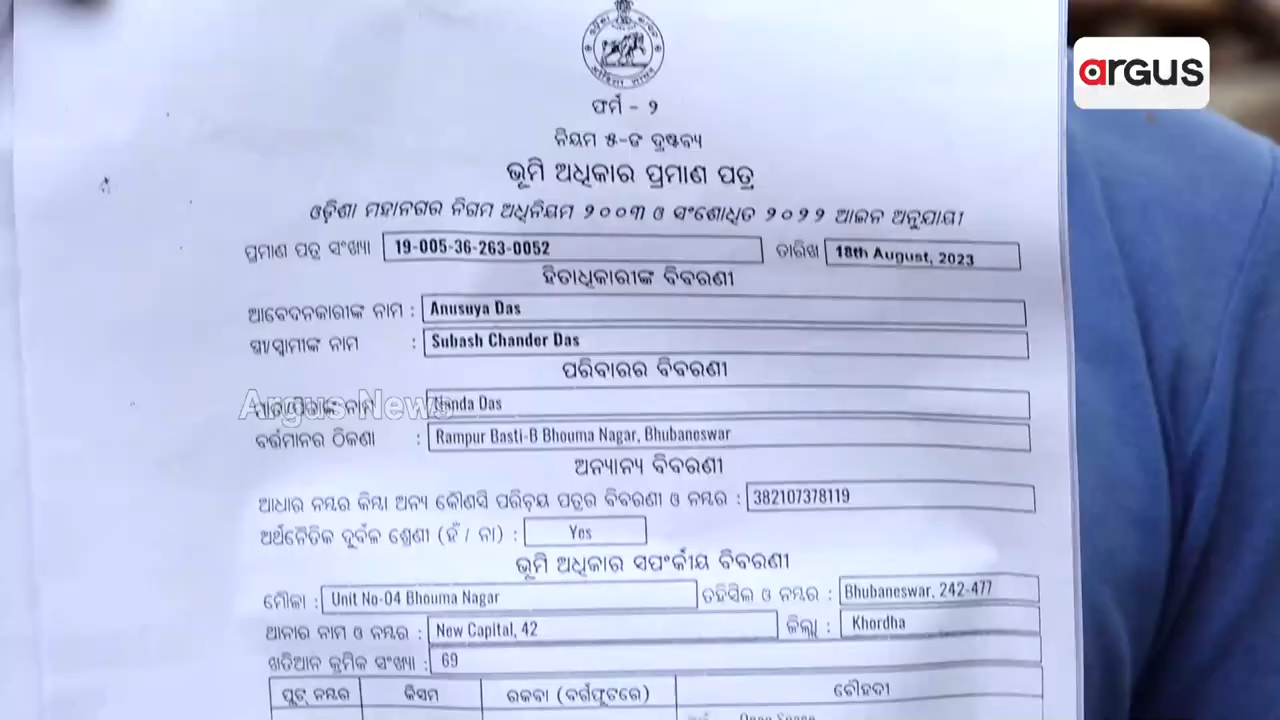 argus
ଫର୍ମ - ୨
ନିୟମ ୫-ଙ ଦ୍ରଷ୍ଟବ୍ୟ
ଭୂମି ଅଧିକାର ପ୍ରମାଣ ପତ୍ର
ଓଡ଼ିଶା ମହାନଗର ନିଗମ ଅଧିନିୟମ ୨୦୦୩ ଓ ସଂଶୋଧିତ ୨୦୨୨ ଆଇନ ଅନୁଯାୟୀ
ପ୍ରମାଣ ପତ୍ର ସଂଖ୍ୟା 19-005-36-263-0052 ତାରିଖ 18th August, 2023
ହିତାଧିକାରୀଙ୍କ ବିବରଣୀ
ଆବେଦନକାରୀଙ୍କ ନାମ : Anusuya Das
ସ୍ତ୍ରୀ/ସ୍ୱାମୀଙ୍କ ନାମ : Subash Chander Das
ପରିବାରର ବିବରଣୀ
Argus News
ନାମ Das
ବର୍ତ୍ତମାନର ଠିକଣା : Rampur Basti-B Bhouma Nagar, Bhubaneswar
ଅନ୍ୟାନ୍ୟ ବିବରଣୀ
ଆଧାର ନମ୍ବର କିମ୍ବା ଅନ୍ୟ କୌଣସି ପରିଚୟ ପତ୍ରର ବିବରଣୀ ଓ ନମ୍ବର : 382107378119
ଅର୍ଥନୈତିକ ଦୁର୍ବଳ ଶ୍ରେଣୀ (ହଁ / ନା) : Yes
ଭୂମି ଅଧିକାର ସମ୍ପର୍କୀୟ ବିବରଣୀ
ମୌଜା : Unit No-04 Bhouma Nagar ତହସିଲ ଓ ନମ୍ବର : Bhubaneswar, 242-477
ଥାନାର ନାମ ଓ ନମ୍ବର : New Capital, 42 ଜିଲ୍ଲା : Khordha
ଖତିଆନ କ୍ରମିକ ସଂଖ୍ୟା : 69
ପ୍ଲଟ୍ ନମ୍ବର କିସମ ରକବା (ବର୍ଗଫୁଟରେ) ଚୌହଦୀ
Open Space